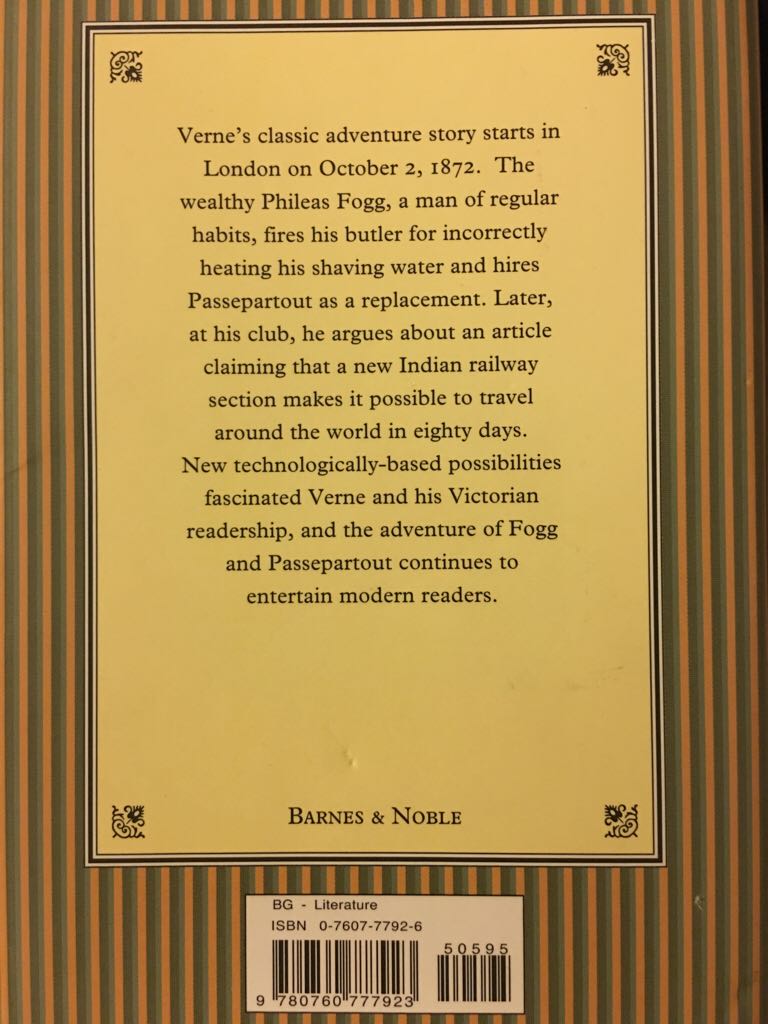 Verne's classic adventure story starts in
London on October 2, 1872.  The
wealthy Phileas Fogg, a man of regular
habits, fires his butler for incorrectly
heating his shaving water and hires
Passepartout as a replacement. Later,
at his club, he argues about an article
claiming that a new Indian railway
section makes it possible to travel
around the world in eighty days.
New technologically-based possibilities
fascinated Verne and his Victorian
readership, and the adventure of Fogg
and Passepartout continues to
entertain modern readers.
BARNES & NOBLE
BG - Literature
ISBN 0-7607-7792-6
50595
9 780760 777923